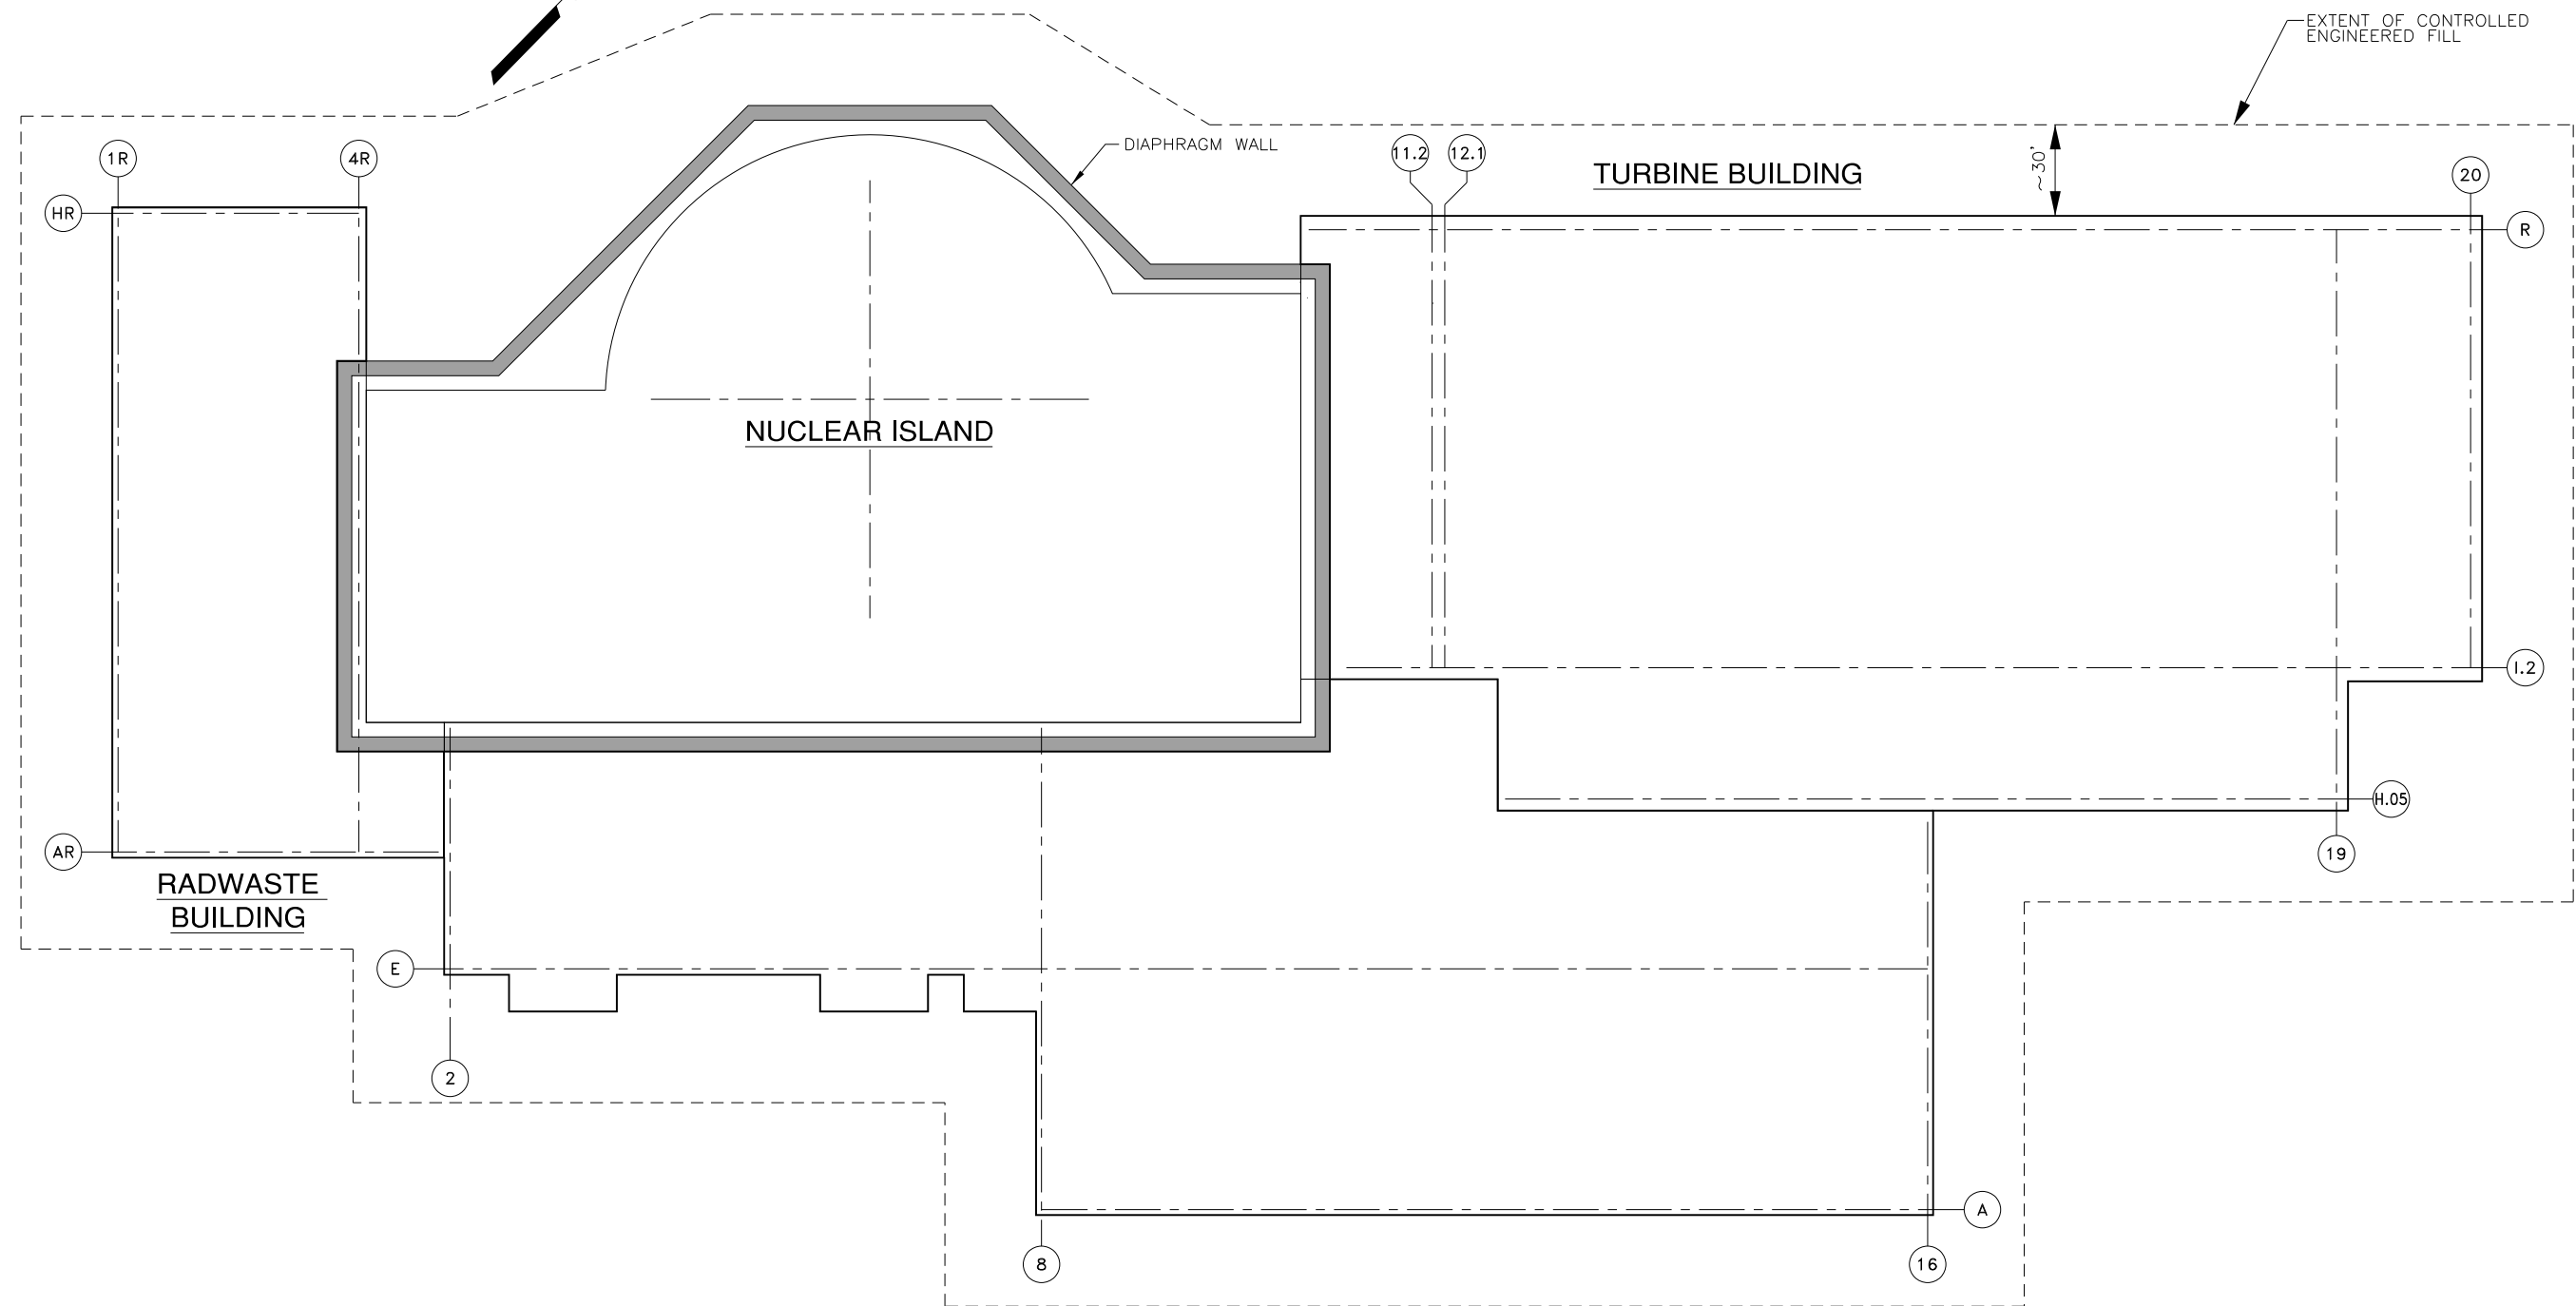 EXTENT OF CONTROLLED
ENGINEERED FILL
DIAPHRAGM WALL
1R
4R
11.2
12.1
TURBINE BUILDING
~30'
20
HR
R
NUCLEAR ISLAND
I.2
H.05
AR
19
RADWASTE
BUILDING
E
2
A
8
16